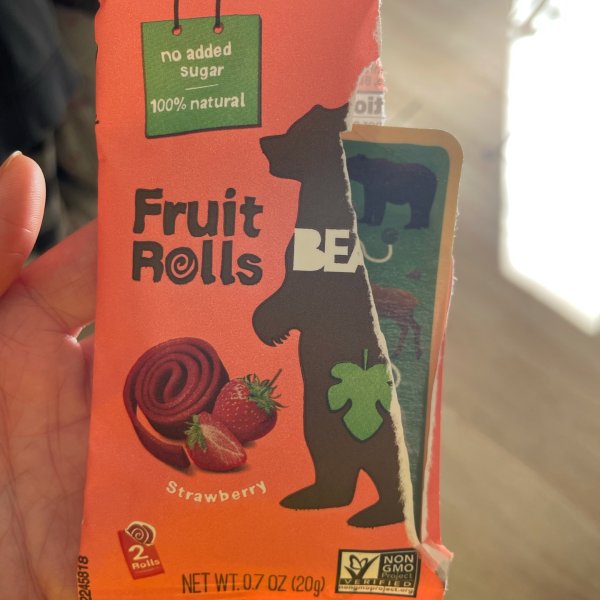 no added
sugar
100% natural
Fruit
Rolls
BEA
Strawberry
2
Rolls
NET WT. 0.7 OZ (20g)
NON
GMO
Project
VERIFIED
nongmoproject.org
2245818